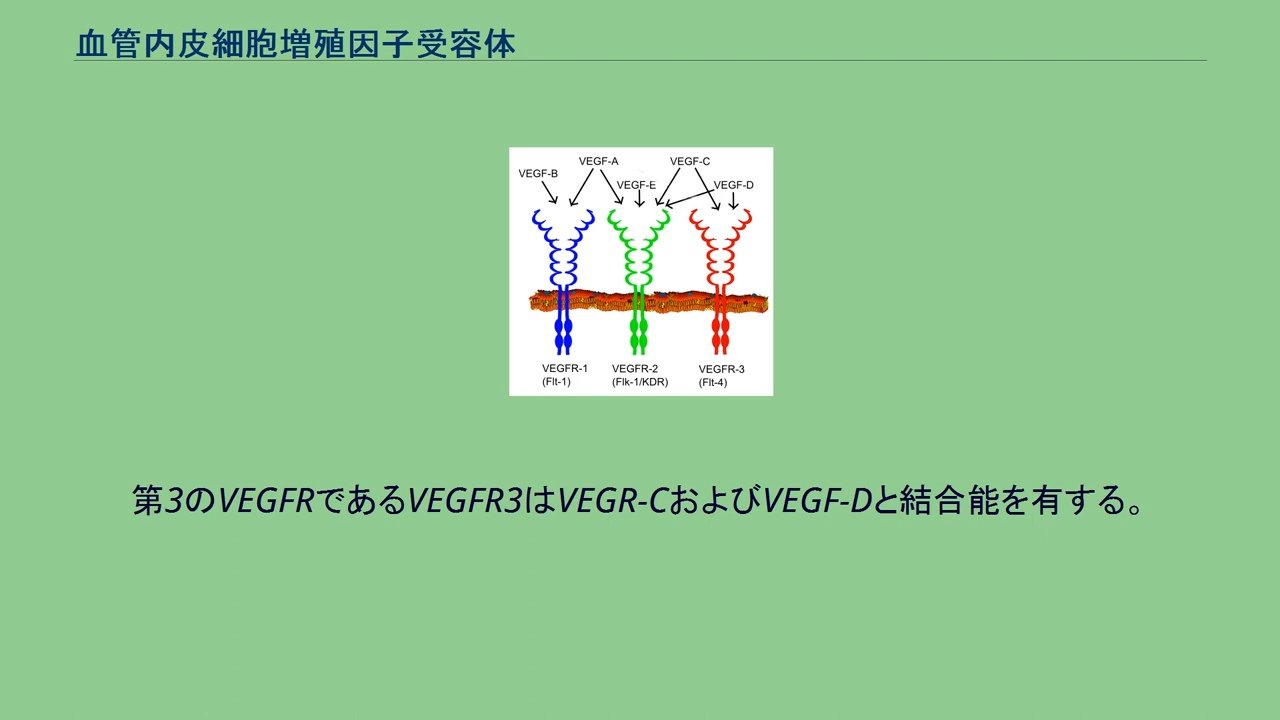 血管内皮細胞増殖因子受容体
VEGF-A
VEGF-C
VEGF-B
VEGF-E
VEGF-D
VEGFR-1
(Flt-1)
VEGFR-2
(Flk-1/KDR)
VEGFR-3
(Flt-4)
第3のVEGFRであるVEGFR3はVEGR-CおよびVEGF-Dと結合能を有する。